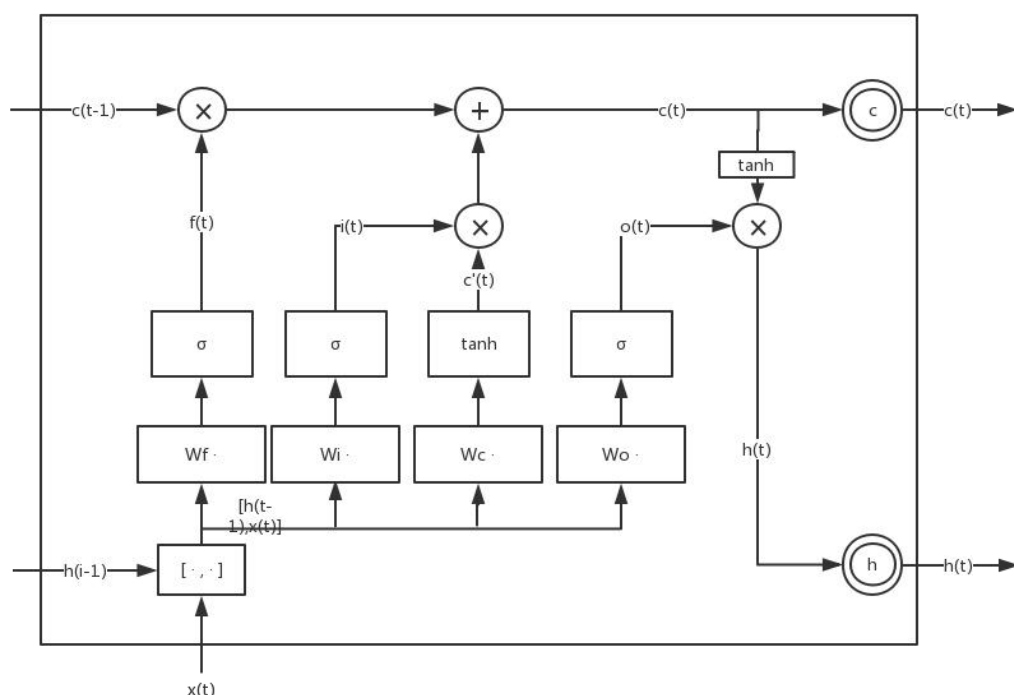 c(t-1)
×
+
c(t)
c
c(t)
tanh
f(t)
i(t)
×
o(t)
×
c'(t)
σ
σ
tanh
σ
Wf ·
Wi ·
Wc ·
Wo ·
h(t)
[h(t-
1),x(t)]
h(i-1)
[ · , · ]
h
h(t)
x(t)